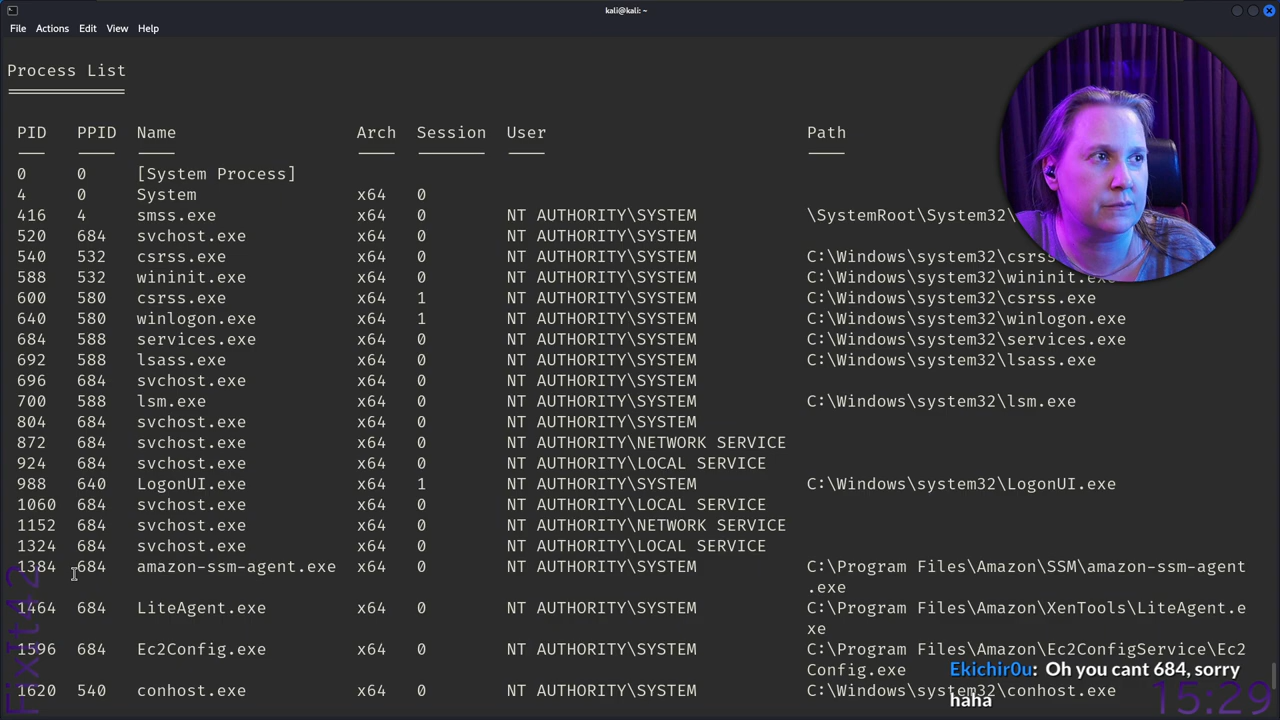 kali@kali: ~
File Actions Edit View Help
Process List
PID PPID Name Arch Session User Path
0 0 [System Process]
4 0 System x64 0
416 4 smss.exe x64 0 NT AUTHORITY\SYSTEM \SystemRoot\System32\
520 684 svchost.exe x64 0 NT AUTHORITY\SYSTEM
540 532 csrss.exe x64 0 NT AUTHORITY\SYSTEM C:\Windows\system32\csrss.exe
588 532 wininit.exe x64 0 NT AUTHORITY\SYSTEM C:\Windows\system32\wininit.exe
600 580 csrss.exe x64 1 NT AUTHORITY\SYSTEM C:\Windows\system32\csrss.exe
640 580 winlogon.exe x64 1 NT AUTHORITY\SYSTEM C:\Windows\system32\winlogon.exe
684 588 services.exe x64 0 NT AUTHORITY\SYSTEM C:\Windows\system32\services.exe
692 588 lsass.exe x64 0 NT AUTHORITY\SYSTEM C:\Windows\system32\lsass.exe
696 684 svchost.exe x64 0 NT AUTHORITY\SYSTEM
700 588 lsm.exe x64 0 NT AUTHORITY\SYSTEM C:\Windows\system32\lsm.exe
804 684 svchost.exe x64 0 NT AUTHORITY\SYSTEM
872 684 svchost.exe x64 0 NT AUTHORITY\NETWORK SERVICE
924 684 svchost.exe x64 0 NT AUTHORITY\LOCAL SERVICE
988 640 LogonUI.exe x64 1 NT AUTHORITY\SYSTEM C:\Windows\system32\LogonUI.exe
1060 684 svchost.exe x64 0 NT AUTHORITY\LOCAL SERVICE
1152 684 svchost.exe x64 0 NT AUTHORITY\NETWORK SERVICE
1324 684 svchost.exe x64 0 NT AUTHORITY\LOCAL SERVICE
1384 684 amazon-ssm-agent.exe x64 0 NT AUTHORITY\SYSTEM C:\Program Files\Amazon\SSM\amazon-ssm-agent
.exe
1464 684 LiteAgent.exe x64 0 NT AUTHORITY\SYSTEM C:\Program Files\Amazon\XenTools\LiteAgent.e
xe
1596 684 Ec2Config.exe x64 0 NT AUTHORITY\SYSTEM C:\Program Files\Amazon\Ec2ConfigService\Ec2
Config.exe
1620 540 conhost.exe x64 0 NT AUTHORITY\SYSTEM C:\Windows\system32\conhost.exe
Ekichir0u: Oh you cant 684, sorry
haha
FixIt42
15:29